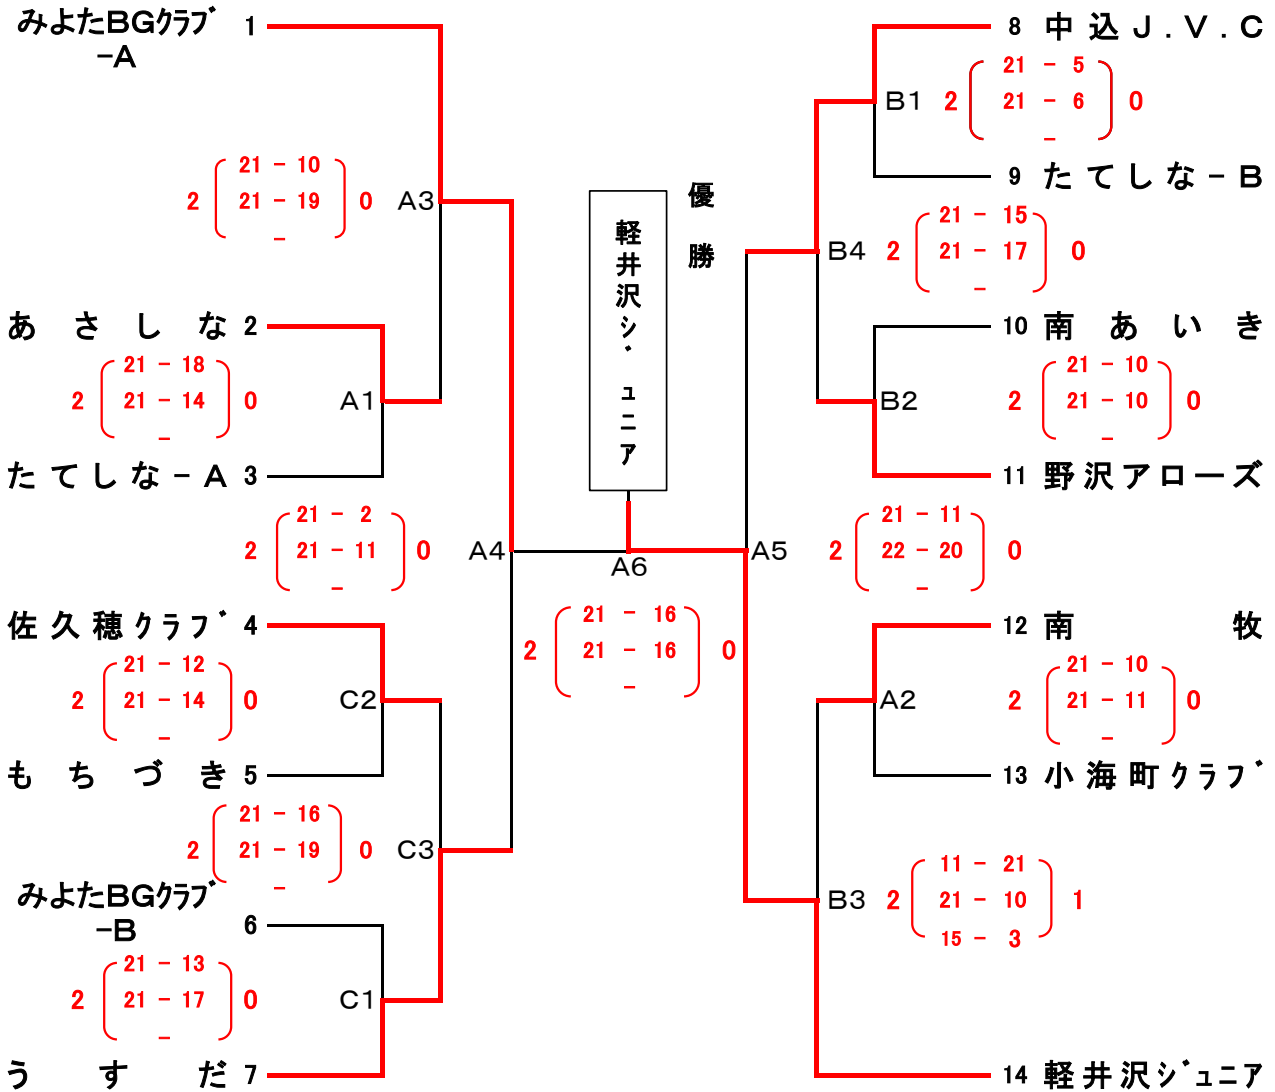 みよたBGクラブ 1
-A
2 21 - 10 0 A3
21 - 19
-
あさしな 2
21 - 18
2 21 - 14 0 A1
-
たてしな-A 3
21 - 2
2 21 - 11 0 A4
-
佐久穂クラブ 4
21 - 12
2 21 - 14 0 C2
-
もちづき 5
21 - 16
2 21 - 19 0 C3
-
みよたBGクラブ
-B 6
21 - 13
2 21 - 17 0 C1
-
うすだ 7
優勝
軽井沢ジュニア
A6
21 - 16
2 21 - 16 0
-
8 中込J.V.C
21 - 5
B1 2 21 - 6 0
-
9 たてしな-B
21 - 15
B4 2 21 - 17 0
-
10 南あいき
21 - 10
B2 2 21 - 10 0
-
11 野沢アローズ
21 - 11
A5 2 22 - 20 0
-
12 南牧
21 - 10
A2 2 21 - 11 0
-
13 小海町クラブ
11 - 21
B3 2 21 - 10 1
15 - 3
14 軽井沢ジュニア